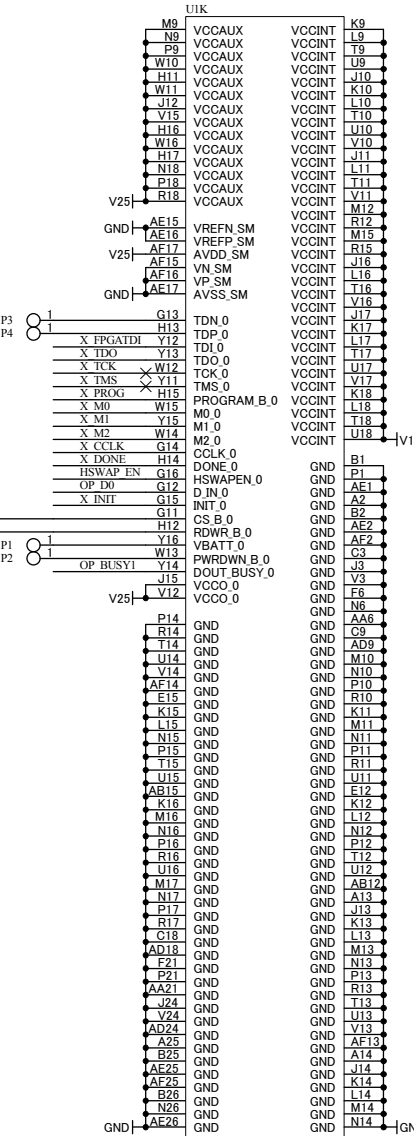 U1K
M9 VCCAUX
N9 VCCAUX
P9 VCCAUX
W10 VCCAUX
H11 VCCAUX
W11 VCCAUX
J12 VCCAUX
V15 VCCAUX
H16 VCCAUX
W16 VCCAUX
H17 VCCAUX
N18 VCCAUX
P18 VCCAUX
V25 R18 VCCAUX
GND AE15 VREFN_SM
AE16 VREFP_SM
V25 AF17 AVDD_SM
AF15 VN_SM
AF16 VP_SM
GND AE17 AVSS_SM
P3 1 G13 TDN_0
P4 1 H13 TDP_0
X_FPGATDI Y12 TDI_0
X_TDO Y13 TDO_0
X_TCK W12 TCK_0
X_TMS Y11 TMS_0
X_PROG H15 PROGRAM_B_0
X_M0 W15 M0_0
X_M1 Y15 M1_0
X_M2 W14 M2_0
X_CCLK G14 CCLK_0
X_DONE H14 DONE_0
HSWAP_EN G16 HSWAPEN_0
OP_D0 G12 D_IN_0
X_INIT G15 INIT_0
G11 CS_B_0
H12 RDWR_B_0
P1 1 Y16 VBATT_0
P2 1 W13 PWRDWN_B_0
OP_BUSY1 Y14 DOUT_BUSY_0
J15 VCCO_0
V25 V12 VCCO_0
P14 GND
R14 GND
T14 GND
U14 GND
V14 GND
AF14 GND
E15 GND
K15 GND
L15 GND
N15 GND
P15 GND
T15 GND
U15 GND
AB15 GND
K16 GND
M16 GND
N16 GND
P16 GND
R16 GND
U16 GND
M17 GND
N17 GND
P17 GND
R17 GND
C18 GND
AD18 GND
F21 GND
P21 GND
AA21 GND
J24 GND
V24 GND
AD24 GND
A25 GND
B25 GND
AE25 GND
AF25 GND
B26 GND
N26 GND
GND AE26 GND
VCCINT K9
VCCINT L9
VCCINT T9
VCCINT U9
VCCINT J10
VCCINT K10
VCCINT L10
VCCINT T10
VCCINT U10
VCCINT V10
VCCINT J11
VCCINT L11
VCCINT T11
VCCINT V11
VCCINT M12
VCCINT R12
VCCINT M15
VCCINT R15
VCCINT J16
VCCINT L16
VCCINT T16
VCCINT V16
VCCINT J17
VCCINT K17
VCCINT L17
VCCINT T17
VCCINT U17
VCCINT V17
VCCINT K18
VCCINT L18
VCCINT T18
VCCINT U18
GND B1
GND P1
GND AE1
GND A2
GND B2
GND AE2
GND AF2
GND C3
GND J3
GND V3
GND F6
GND N6
GND AA6
GND C9
GND AD9
GND M10
GND N10
GND P10
GND R10
GND K11
GND M11
GND N11
GND P11
GND R11
GND U11
GND E12
GND K12
GND L12
GND N12
GND P12
GND T12
GND U12
GND AB12
GND A13
GND J13
GND K13
GND L13
GND M13
GND N13
GND P13
GND R13
GND T13
GND U13
GND V13
GND AF13
GND A14
GND J14
GND K14
GND L14
GND M14
GND N14